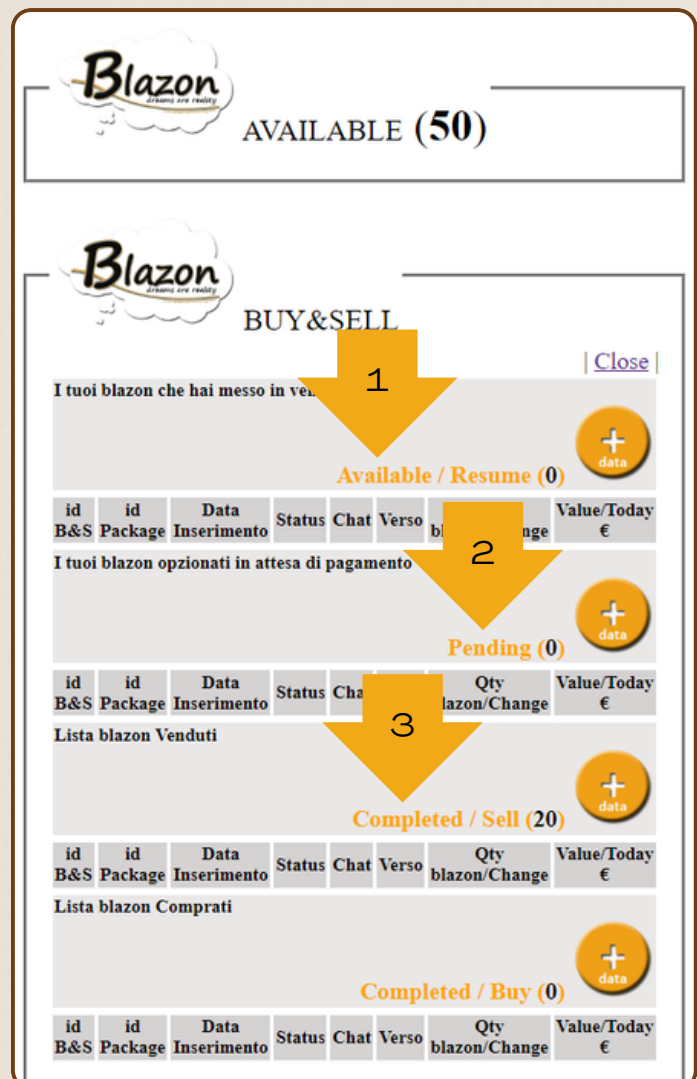 Blazon
dreams are reality
AVAILABLE (50)
Blazon
dreams are reality
BUY&SELL
| Close |
1
I tuoi blazon che hai messo in
+
data
Available / Resume (0)
id B&S id Package Data Inserimento Status Chat Verso Value/Today €
2
I tuoi blazon opzionati in attesa di pagamento
+
data
Pending (0)
id B&S id Package Data Inserimento Status Qty Value/Today €
3
Lista blazon Venduti
+
data
Completed / Sell (20)
id B&S id Package Data Inserimento Status Chat Verso Qty blazon/Change Value/Today €
Lista blazon Comprati
+
data
Completed / Buy (0)
id B&S id Package Data Inserimento Status Chat Verso Qty blazon/Change Value/Today €